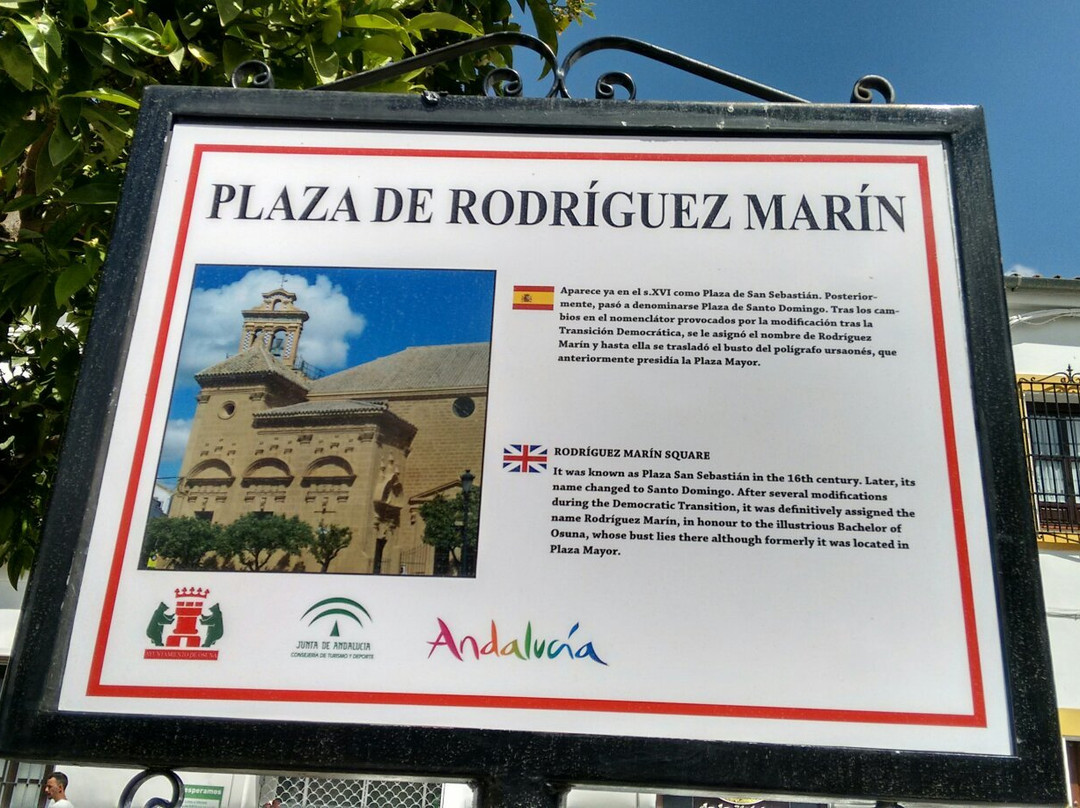 PLAZA DE RODRÍGUEZ MARÍN
Aparece ya en el s.XVI como Plaza de San Sebastián. Posterior-
mente, pasó a denominarse Plaza de Santo Domingo. Tras los cam-
bios en el nomenclátor provocados por la modificación tras la
Transición Democrática, se le asignó el nombre de Rodríguez
Marín y hasta ella se trasladó el busto del polígrafo ursaonés, que
anteriormente presidía la Plaza Mayor.
RODRÍGUEZ MARÍN SQUARE
It was known as Plaza San Sebastián in the 16th century. Later, its
name changed to Santo Domingo. After several modifications
during the Democratic Transition, it was definitively assigned the
name Rodríguez Marín, in honour to the illustrious Bachelor of
Osuna, whose bust lies there although formerly it was located in
Plaza Mayor.
AYUNTAMIENTO DE OSUNA
JUNTA DE ANDALUCIA
CONSEJERÍA DE TURISMO Y DEPORTE
Andalucía
esperamos